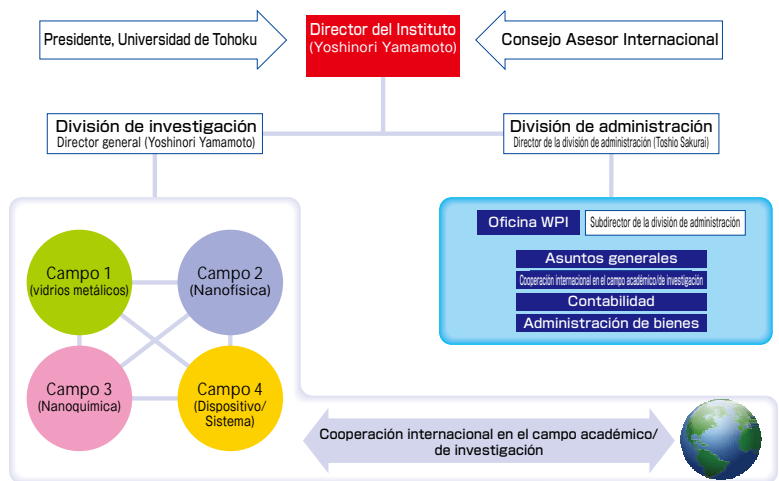 Presidente, Universidad de Tohoku
Director del Instituto
(Yoshinori Yamamoto)
Consejo Asesor Internacional
División de investigación
Director general (Yoshinori Yamamoto)
División de administración
Director de la división de administración (Toshio Sakurai)
Oficina WPI
Subdirector de la división de administración
Asuntos generales
Cooperación internacional en el campo académico/de investigación
Contabilidad
Administración de bienes
Campo 1
(vidrios metálicos)
Campo 2
(Nanofísica)
Campo 3
(Nanoquímica)
Campo 4
(Dispositivo/
Sistema)
Cooperación internacional en el campo académico/
de investigación